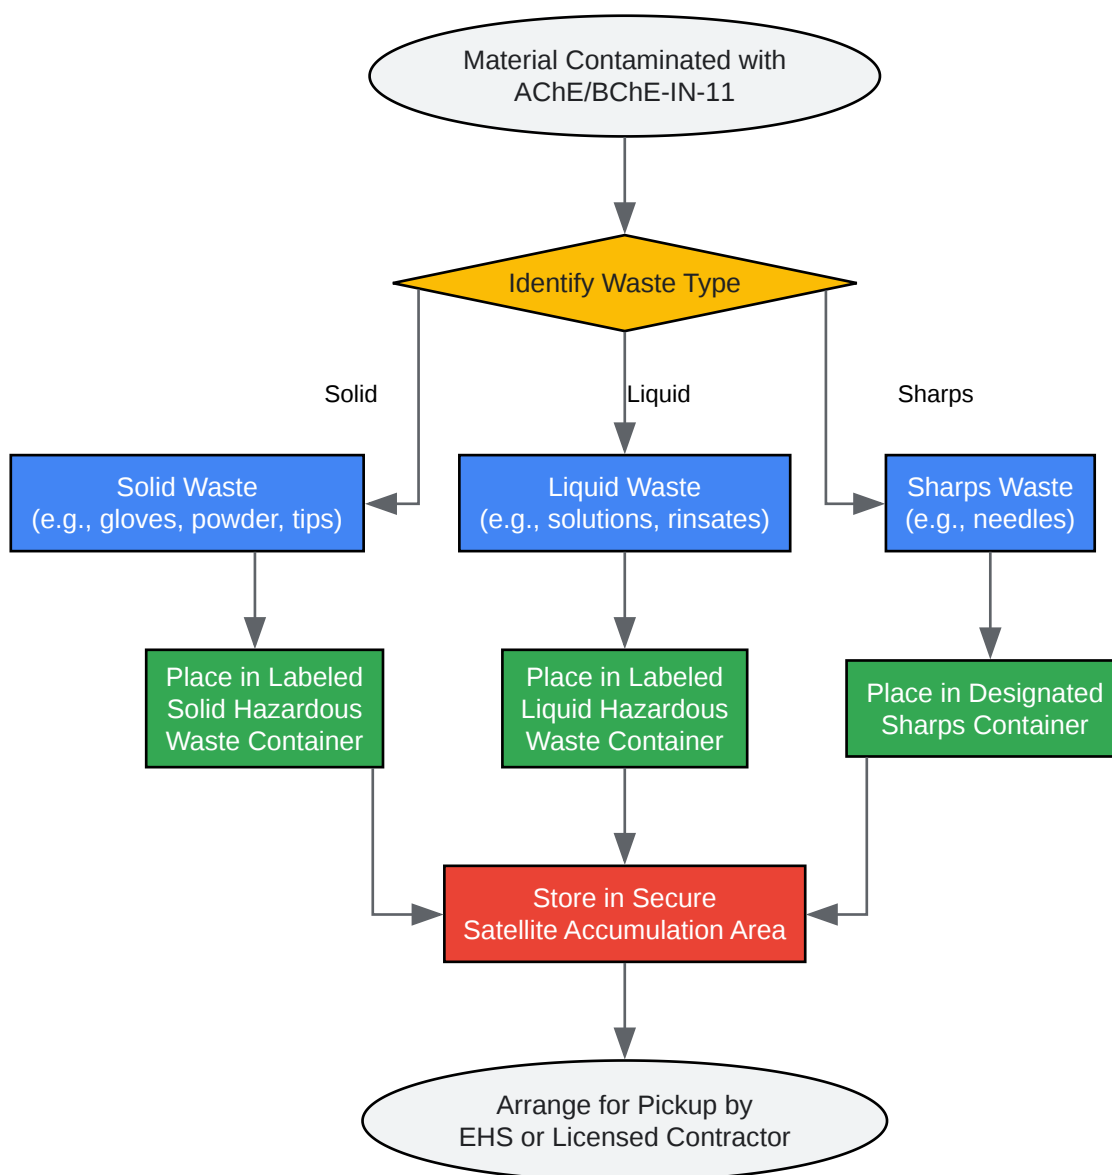 Material Contaminated with
AChE/BChE-IN-11
Identify Waste Type
Solid
Liquid
Sharps
Solid Waste
(e.g., gloves, powder, tips)
Liquid Waste
(e.g., solutions, rinsates)
Sharps Waste
(e.g., needles)
Place in Labeled
Solid Hazardous
Waste Container
Place in Labeled
Liquid Hazardous
Waste Container
Place in Designated
Sharps Container
Store in Secure
Satellite Accumulation Area
Arrange for Pickup by
EHS or Licensed Contractor